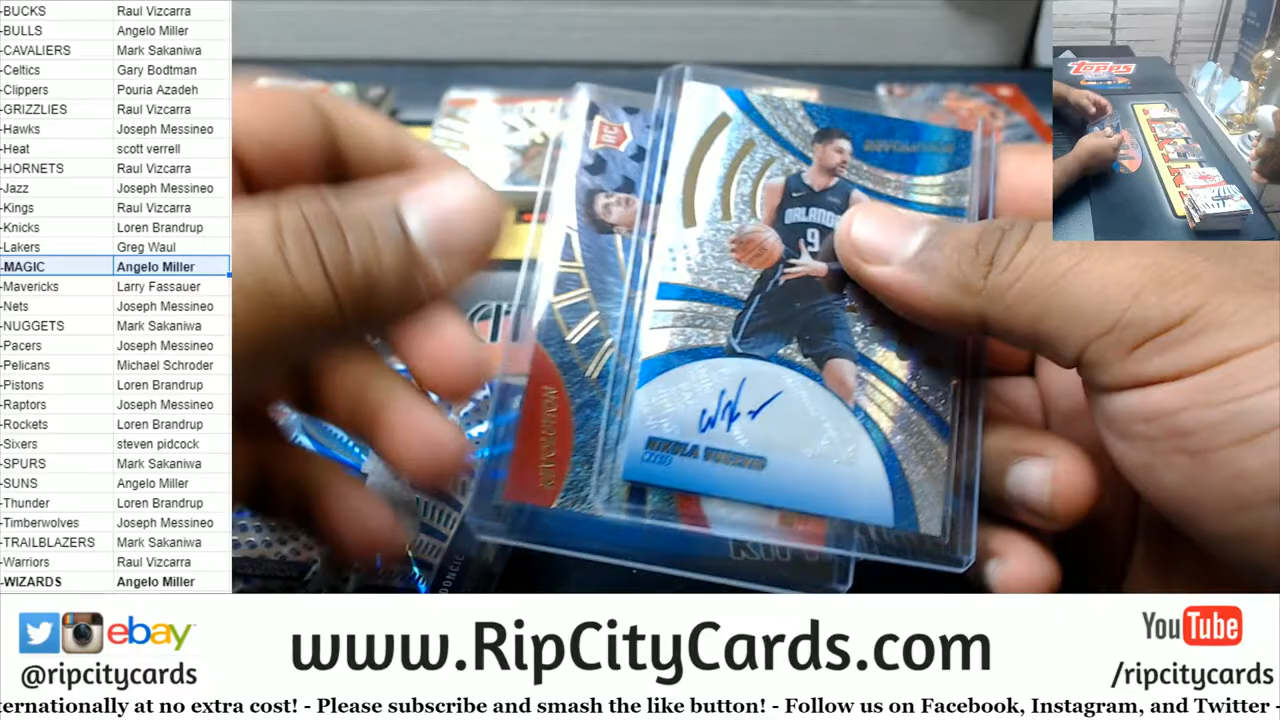 -BUCKS Raul Vizcarra
-BULLS Angelo Miller
-CAVALIERS Mark Sakaniwa
-Celtics Gary Bodtman
-Clippers Pouria Azadeh
-GRIZZLIES Raul Vizcarra
-Hawks Joseph Messineo
-Heat scott verrell
-HORNETS Raul Vizcarra
-Jazz Joseph Messineo
-Kings Raul Vizcarra
-Knicks Loren Brandrup
-Lakers Greg Waul
-MAGIC Angelo Miller
-Mavericks Larry Fassauer
-Nets Joseph Messineo
-NUGGETS Mark Sakaniwa
-Pacers Joseph Messineo
-Pelicans Michael Schroder
-Pistons Loren Brandrup
-Raptors Joseph Messineo
-Rockets Loren Brandrup
-Sixers steven pidcock
-SPURS Mark Sakaniwa
-SUNS Angelo Miller
-Thunder Loren Brandrup
-Timberwolves Joseph Messineo
-TRAILBLAZERS Mark Sakaniwa
-Warriors Raul Vizcarra
-WIZARDS Angelo Miller
RC
ORLANDO
9
REVOLUTION
Topps
ebay
@ripcitycards
www.RipCityCards.com
YouTube
/ripcitycards
ternationally at no extra cost! - Please subscribe and smash the like button! - Follow us on Facebook, Instagram, and Twitter -